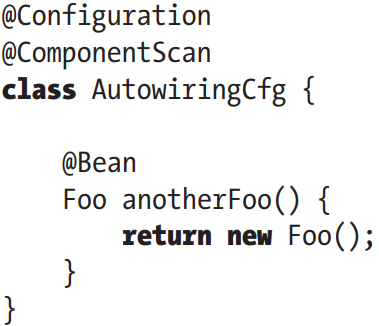 @Configuration
@ComponentScan
class AutowiringCfg {
@Bean
Foo anotherFoo() {
return new Foo();
}
}